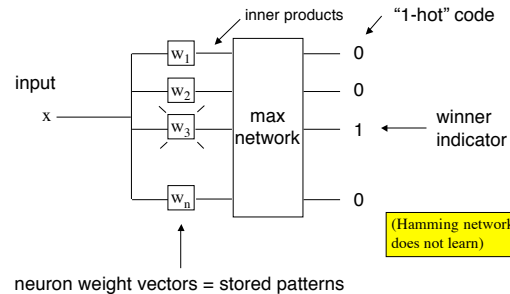 inner products
“1-hot” code
input
x
w1
w2
w3
wn
max
network
0
0
1
0
winner
indicator
(Hamming network
does not learn)
neuron weight vectors = stored patterns